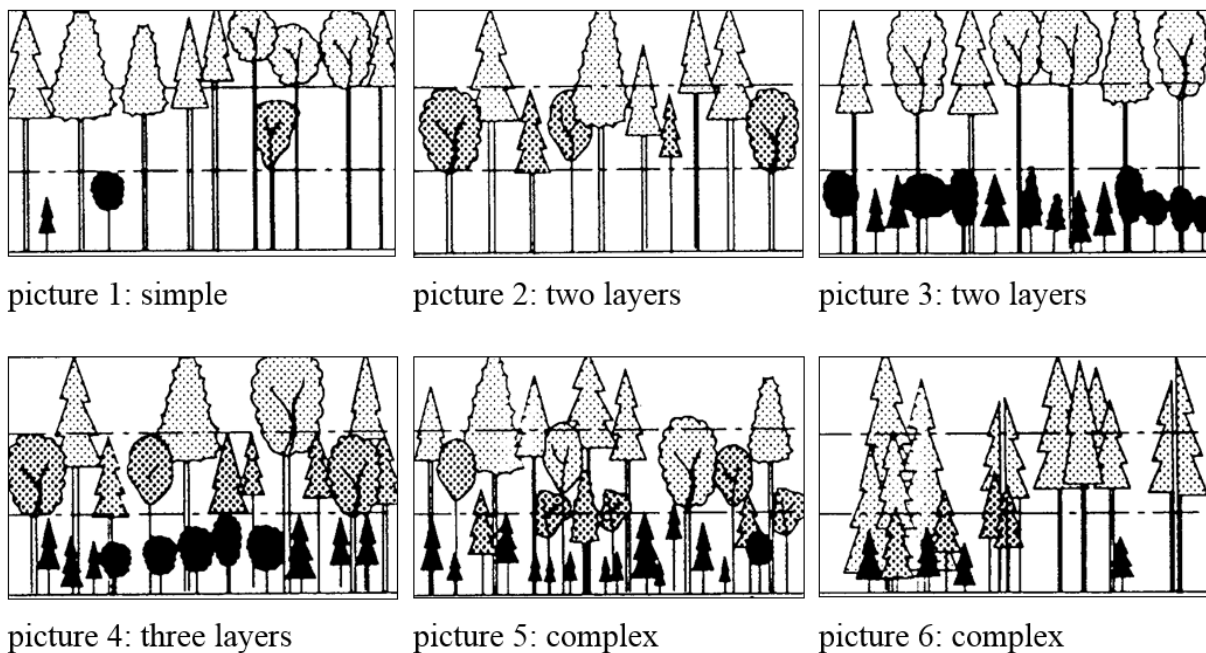 picture 1: simple
picture 2: two layers
picture 3: two layers
picture 4: three layers
picture 5: complex
picture 6: complex